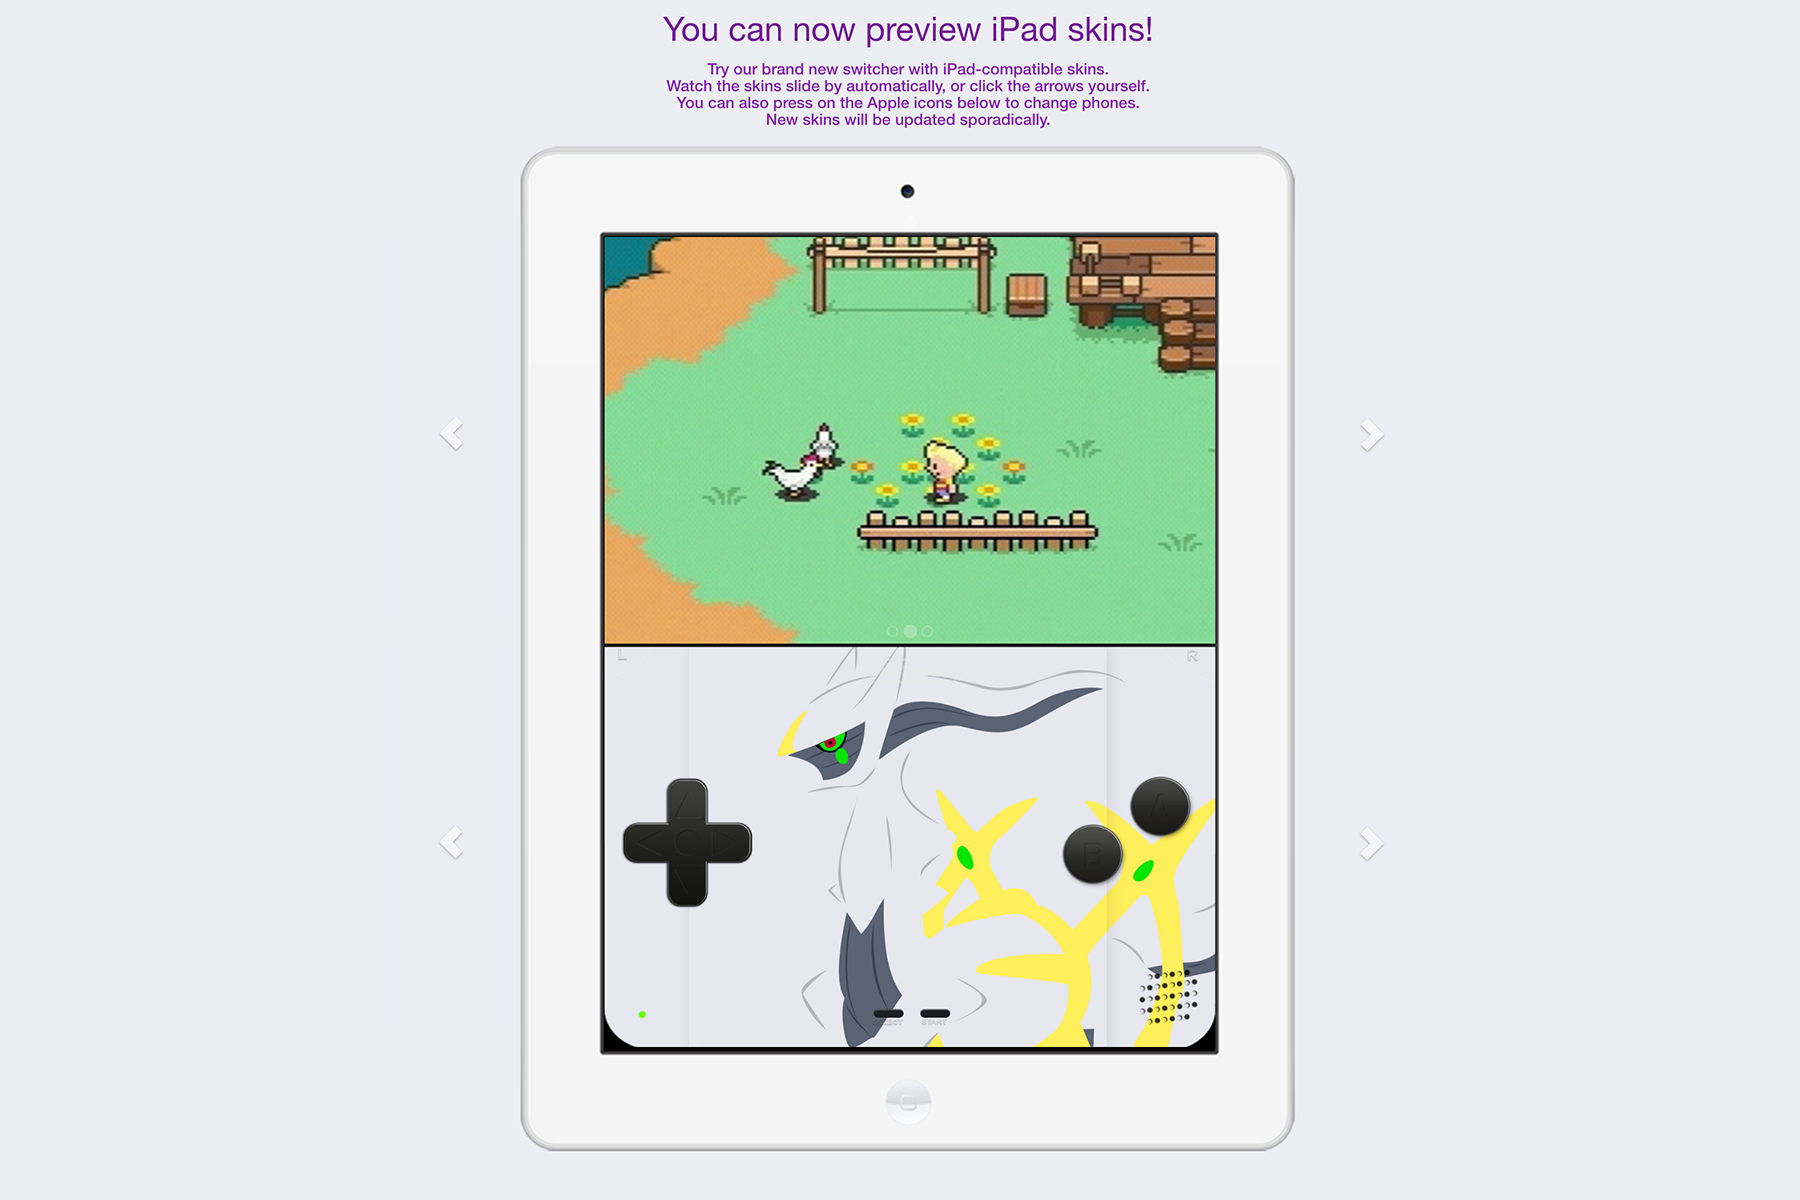 You can now preview iPad skins!
Try our brand new switcher with iPad-compatible skins.
Watch the skins slide by automatically, or click the arrows yourself.
You can also press on the Apple icons below to change phones.
New skins will be updated sporadically.
L
R
A
B
SELECT
START